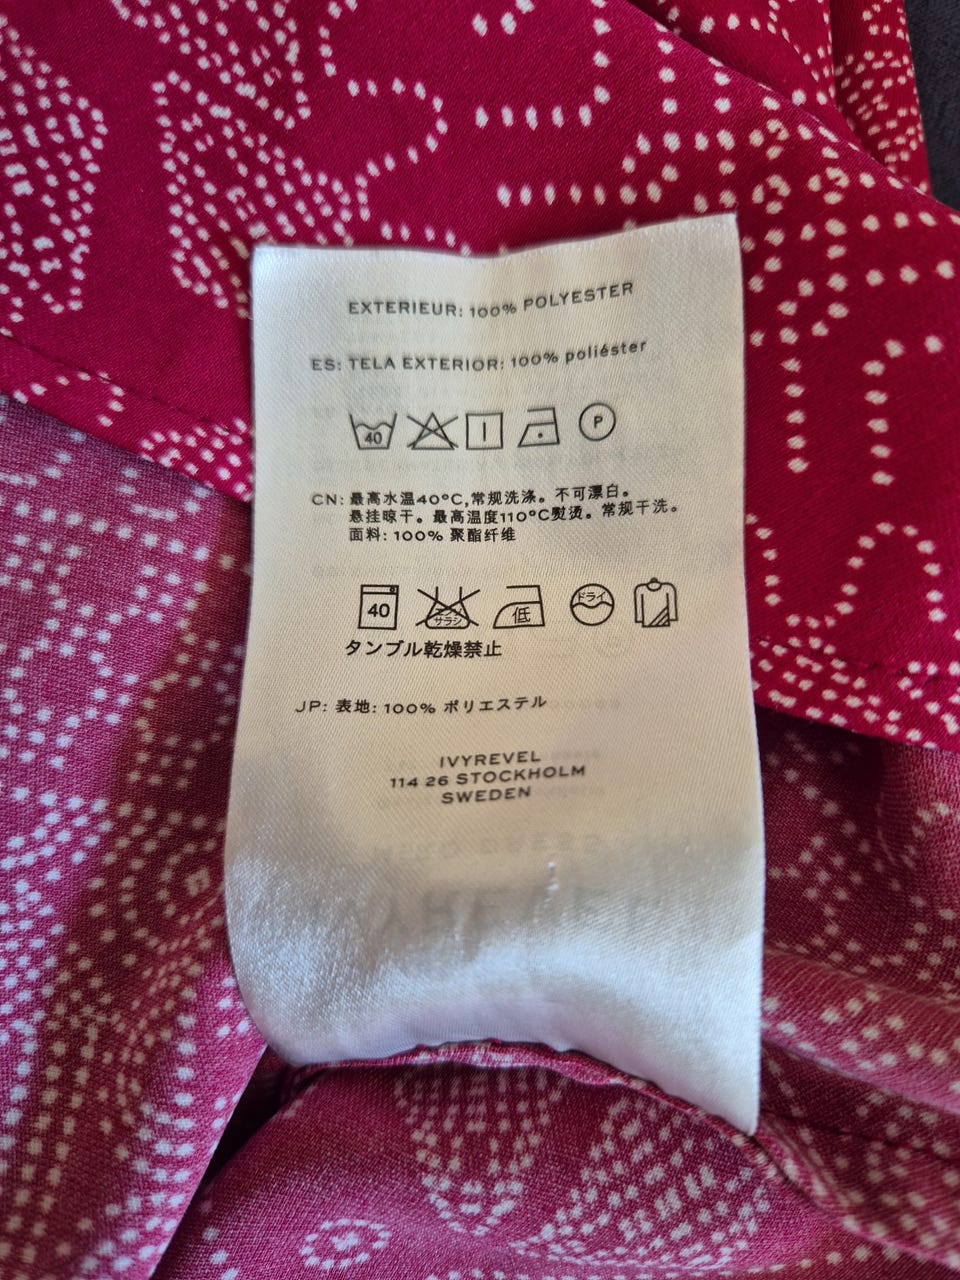 EXTERIEUR: 100% POLYESTER
ES: TELA EXTERIOR: 100% poliéster
40 P
CN: 最高水温40°C,常规洗涤。不可漂白。
悬挂晾干。最高温度110°C熨烫。常规干洗。
面料: 100% 聚酯纤维
40 エンソ サラシ 低 ドライ
タンブル乾燥禁止
JP: 表地: 100% ポリエステル
IVYREVEL
114 26 STOCKHOLM
SWEDEN